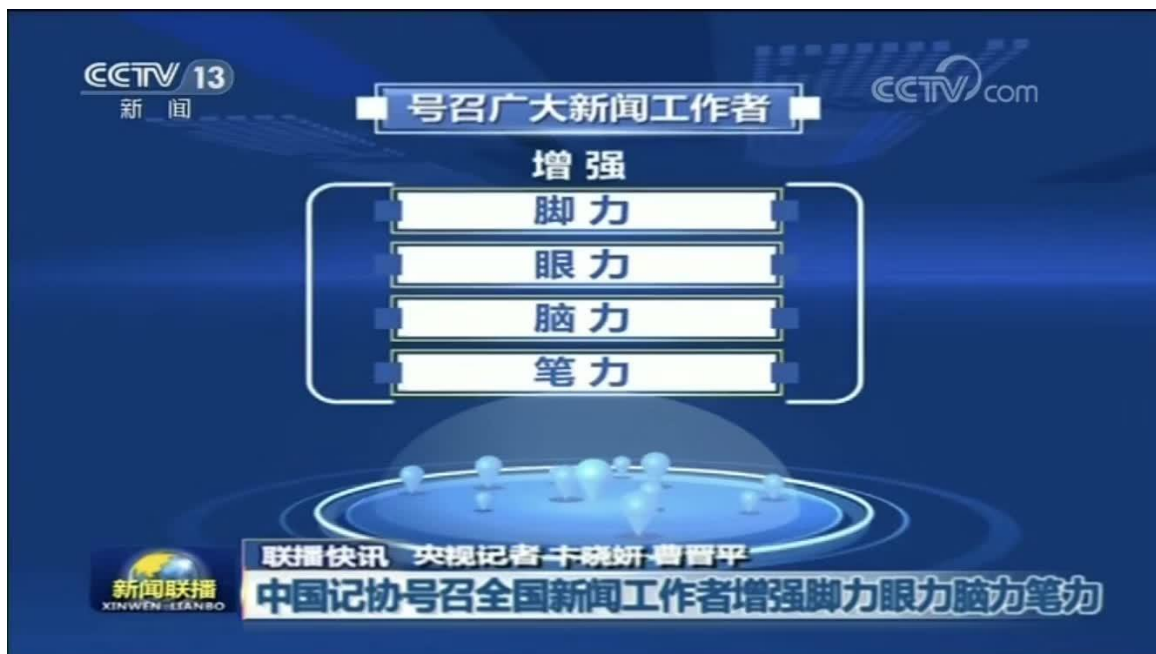 CCTV 13
新闻
CCTV.com
号召广大新闻工作者
增强
脚力
眼力
脑力
笔力
联播快讯 央视记者 卞晓妍 曹晋平
新闻联播
XINWEN LIANBO
中国记协号召全国新闻工作者增强脚力眼力脑力笔力